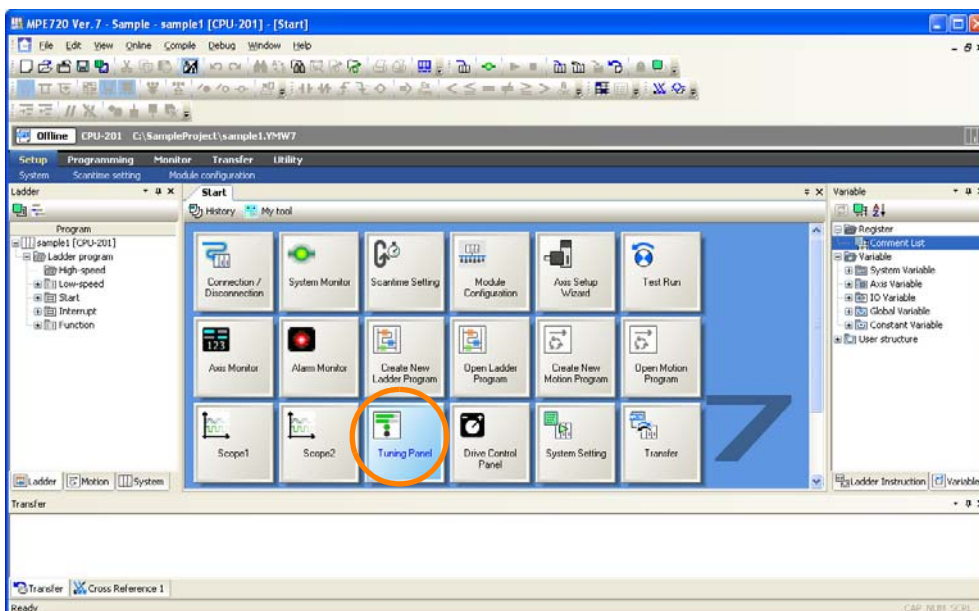 MPE720 Ver.7 - Sample - sample1 [CPU-201] - [Start]
File Edit View Online Compile Debug Window Help
Offline CPU-201 C:\SampleProject\sample1.YMW7
Setup Programming Monitor Transfer Utility
System Scantime setting Module configuration
Ladder
Program
sample1 [CPU-201]
Ladder program
High-speed
Low-speed
Start
Interrupt
Function
Ladder Motion System
Start
History My tool
Connection / Disconnection
System Monitor
Scantime Setting
Module Configuration
Axis Setup Wizard
Test Run
123
Axis Monitor
Alarm Monitor
Create New Ladder Program
Open Ladder Program
Create New Motion Program
Open Motion Program
Scope1
Scope2
Tuning Panel
Drive Control Panel
System Setting
Transfer
7
Variable
Register
Comment List
Variable
System Variable
Axis Variable
IO Variable
Global Variable
Constant Variable
User structure
Ladder Instruction Variable
Transfer
Transfer Cross Reference 1
Ready
CAP NUM SCRL